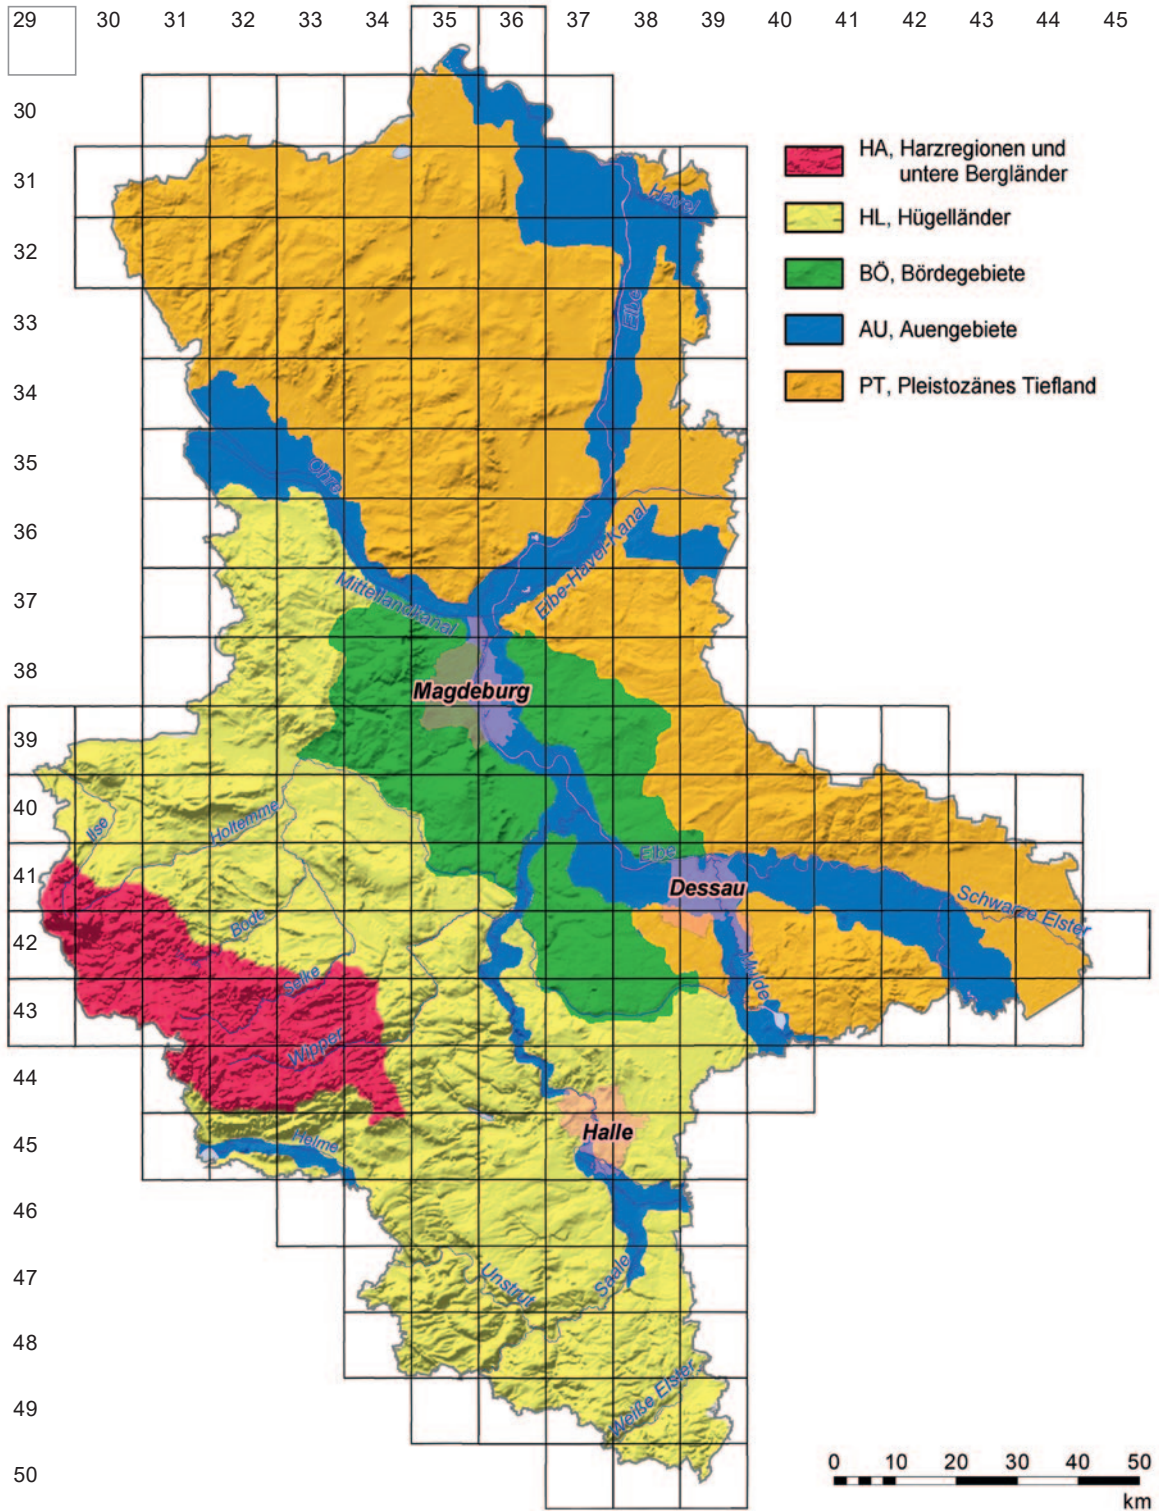 29 30 31 32 33 34 35 36 37 38 39 40 41 42 43 44 45
30
31
32
33
34
35
36
37
38
39
40
41
42
43
44
45
46
47
48
49
50
HA, Harzregionen und
untere Bergländer
HL, Hügelländer
BÖ, Bördegebiete
AU, Auengebiete
PT, Pleistozänes Tiefland
Havel
Elbe
Ohre
Elbe-Havel-Kanal
Mittellandkanal
Magdeburg
Ilse
Holtemme
Elbe
Dessau
Schwarze Elster
Bode
Selke
Mulde
Wipper
Halle
Helme
Unstrut
Saale
Weiße Elster
0 10 20 30 40 50
km